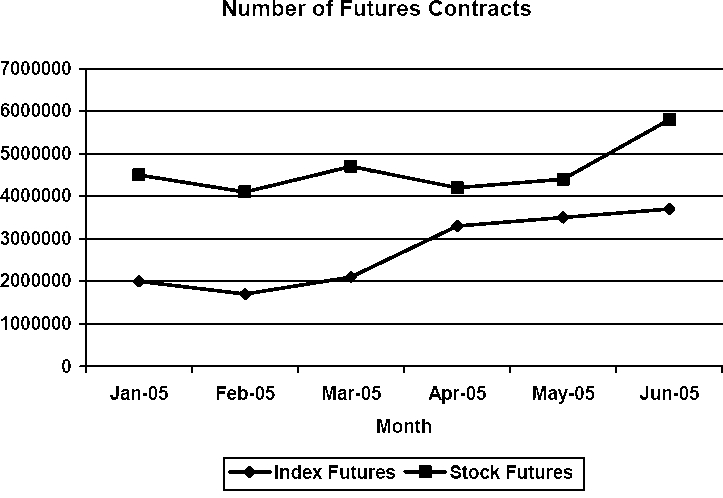 Number of Futures Contracts
7000000
6000000
5000000
4000000
3000000
2000000
1000000
0
Jan-05 Feb-05 Mar-05 Apr-05 May-05 Jun-05
Month
Index Futures Stock Futures